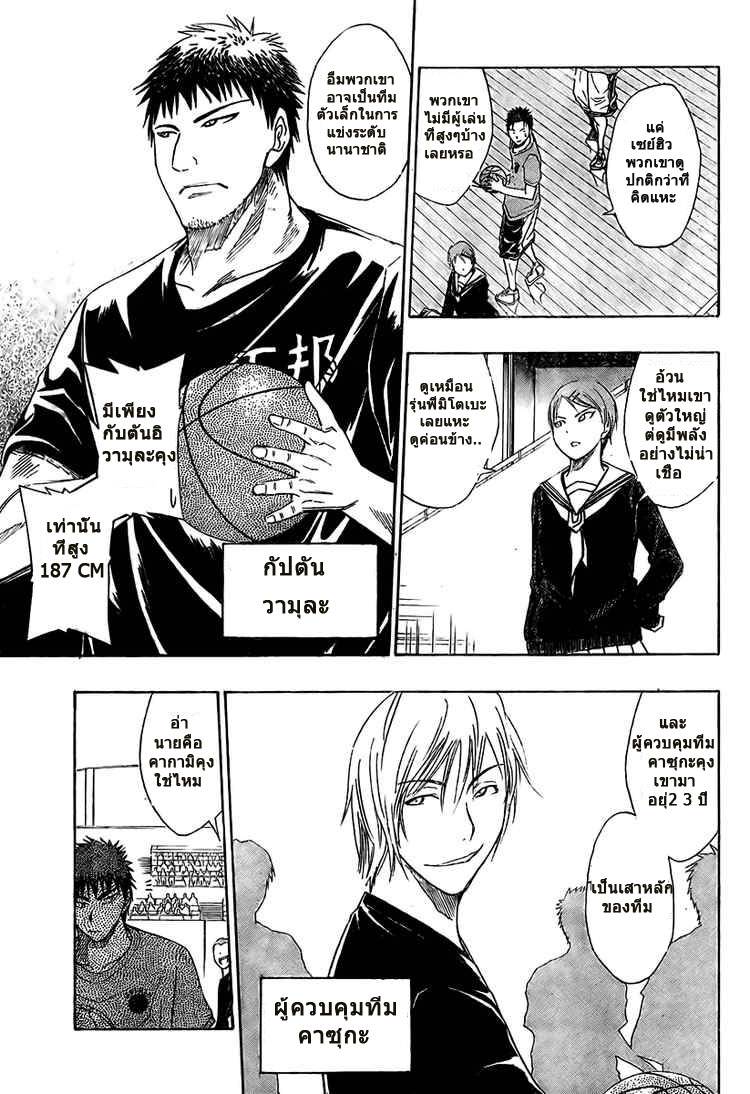 แค่
เซย์ฮิว
พวกเขาดู
ปกติกว่าที่
คิดแหะ
พวกเขา
ไม่มีผู้เล่น
ที่สูงๆบ้าง
เลยหรอ
อืมพวกเขา
อาจเป็นทีม
ตัวเล็กในการ
แข่งระดับ
นานาชาติ
อ้วน
ใช่ไหมเขา
ดูตัวใหญ่
ต่ดูมีพลัง
อย่างไม่น่า
เชื่อ
ดูเหมือน
รุ่นพี่มิโตเบะ
เลยแหะ
ดูค่อนช้าง..
มีเพียง
กับตันอิ
วามุละคุง
เท่านั้น
ที่สูง
187 CM
กัปตัน
วามุละ
และ
ผู้ควบคุมทีม
คาซุกะคุง
เขามา
อยู่2 3 ปี
เป็นเสาหลัก
ของทีม
ผู้ควบคุมทีม
คาซุกะ
อ่า
นายคือ
คากามิคุง
ใช่ไหม